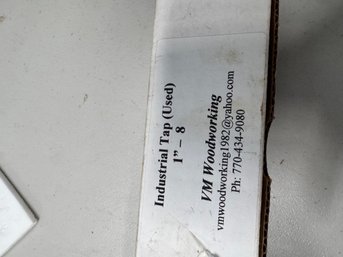 Industrial Tap (Used)
1" – 8
VM Woodworking
vmwoodworking1982@yahoo.com
Ph: 770-434-9080